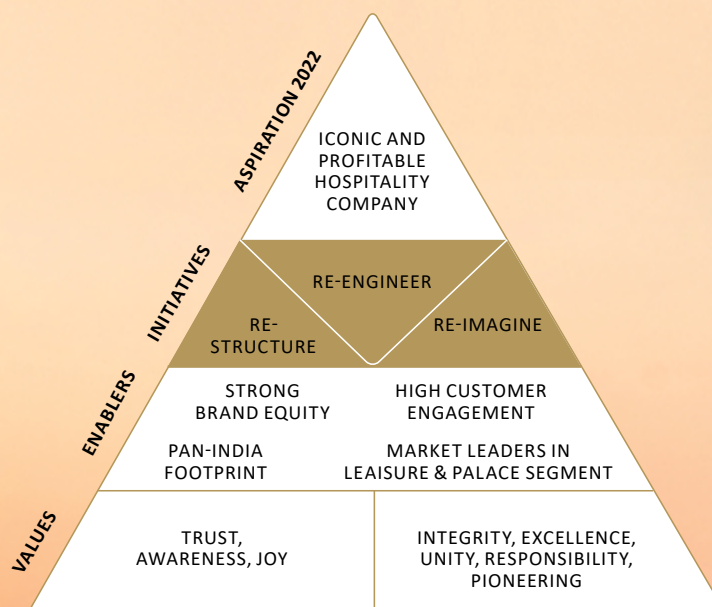 ASPIRATION 2022
ICONIC AND
PROFITABLE
HOSPITALITY
COMPANY
INITIATIVES
RE-ENGINEER
RE-
STRUCTURE
RE-IMAGINE
ENABLERS
STRONG
BRAND EQUITY
HIGH CUSTOMER
ENGAGEMENT
PAN-INDIA
FOOTPRINT
MARKET LEADERS IN
LEAISURE & PALACE SEGMENT
VALUES
TRUST,
AWARENESS, JOY
INTEGRITY, EXCELLENCE,
UNITY, RESPONSIBILITY,
PIONEERING